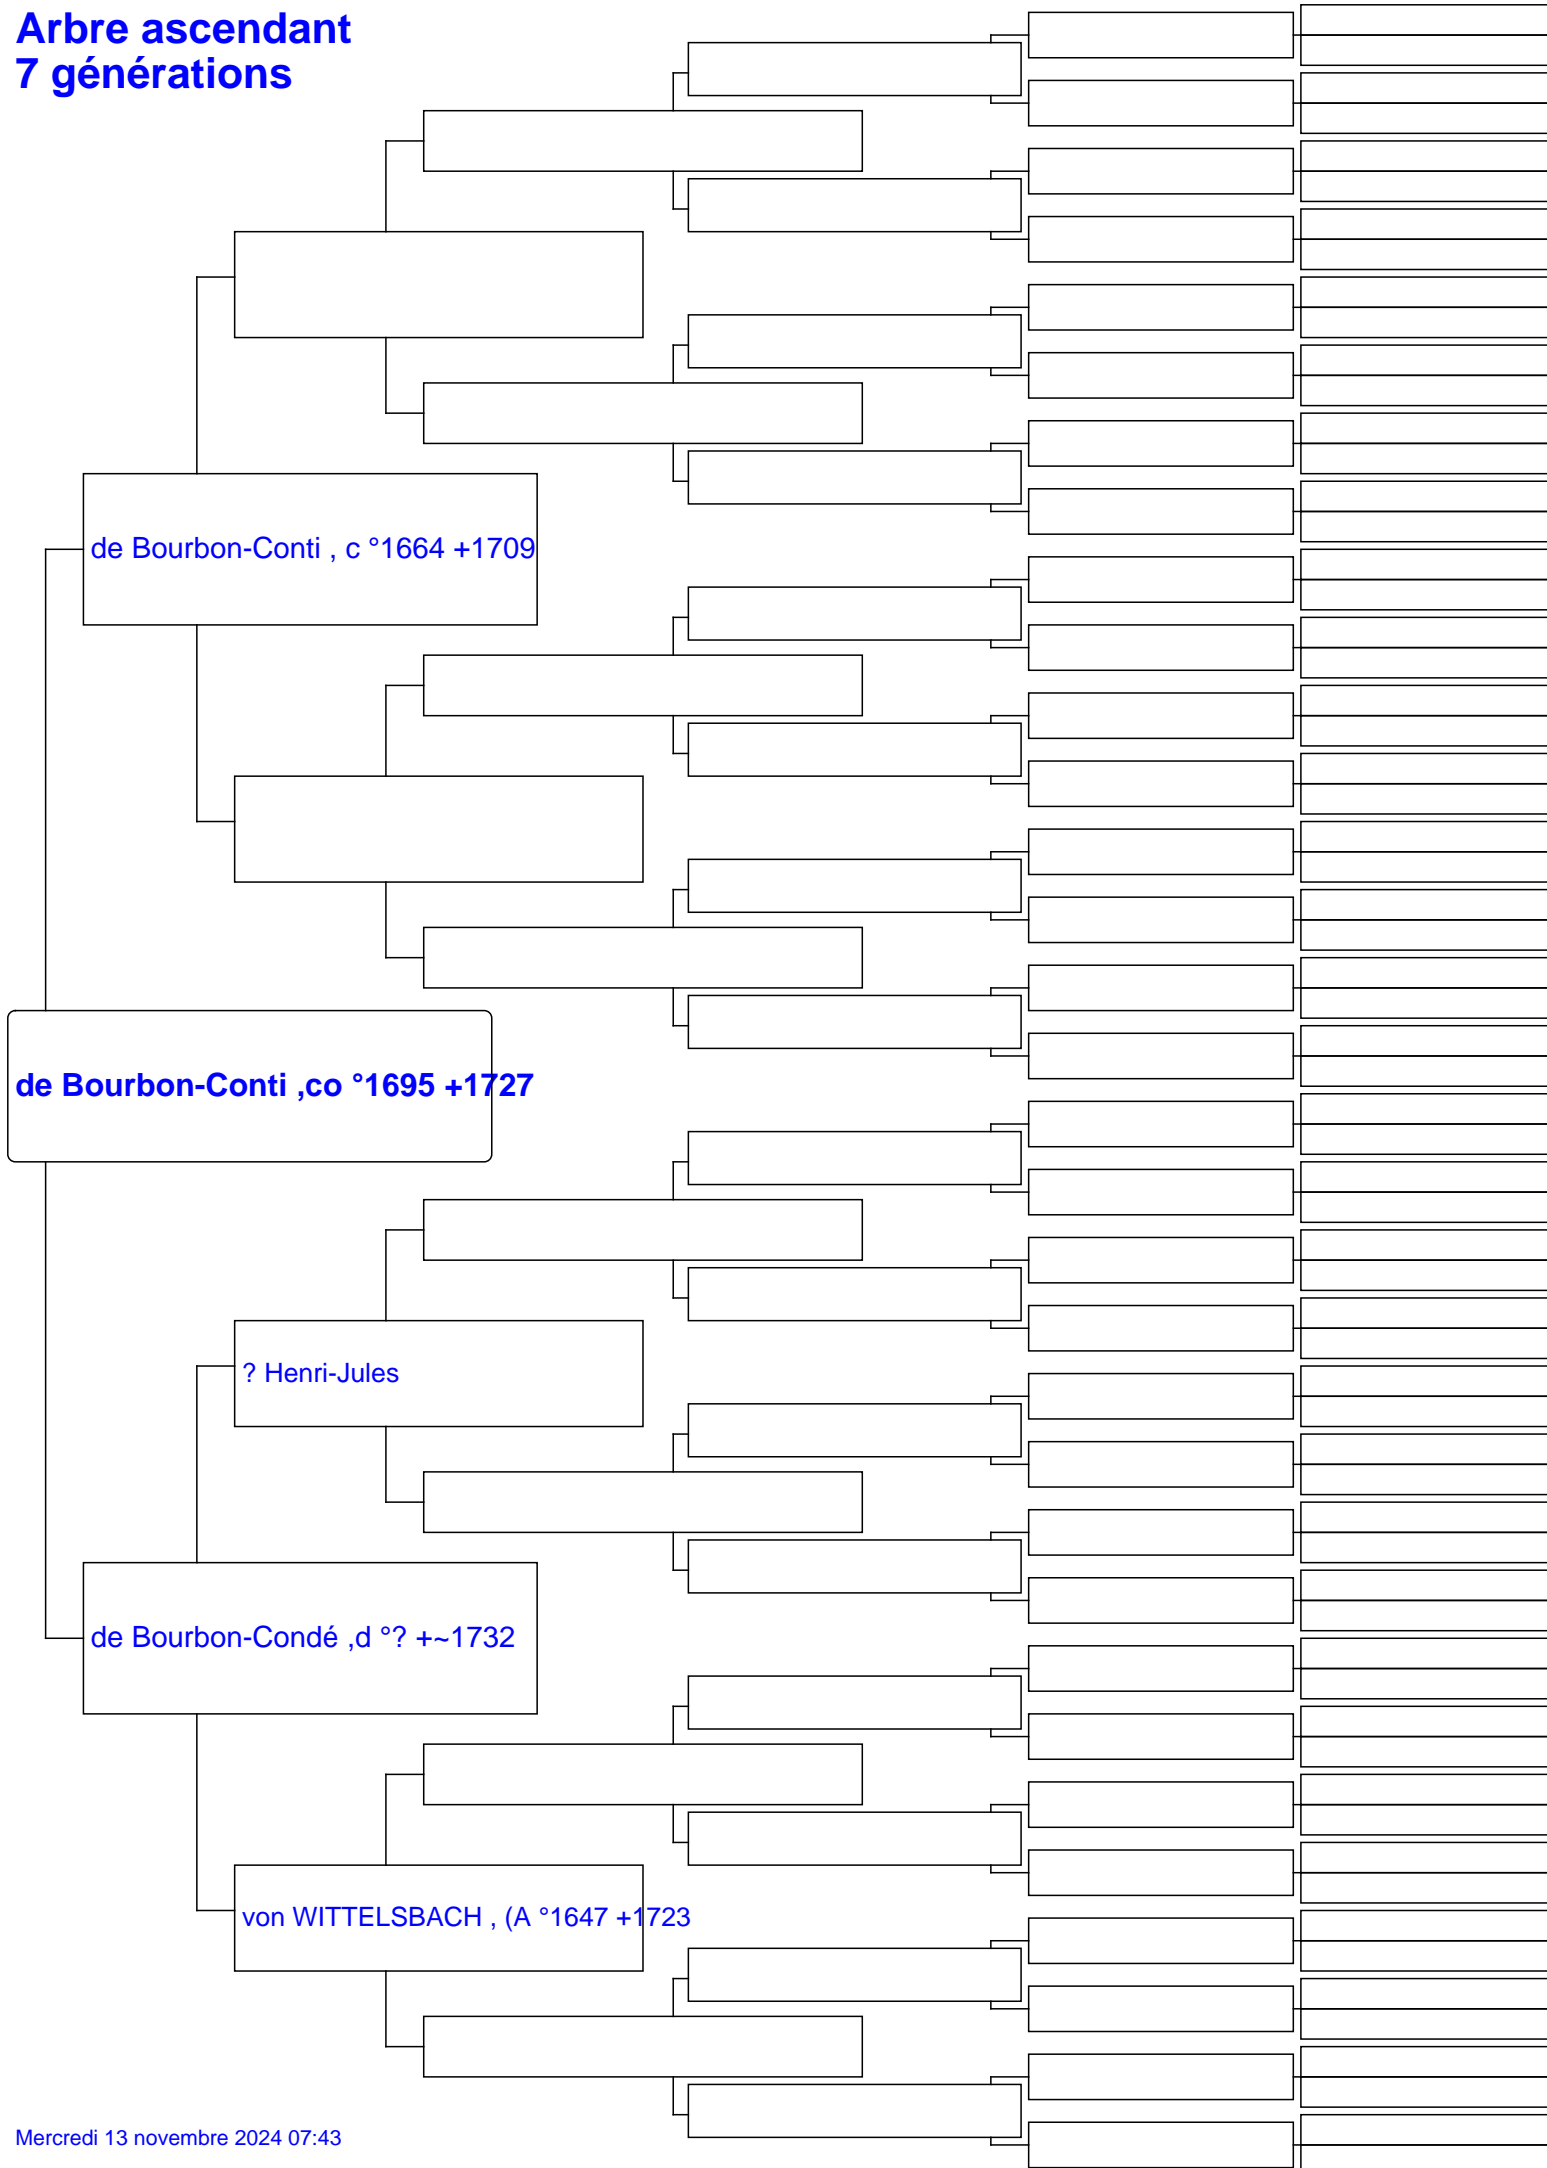 Arbre ascendant
7 générations
de Bourbon-Conti , c °1664 +1709
de Bourbon-Conti ,co °1695 +1727
? Henri-Jules
de Bourbon-Condé ,d °? +~1732
von WITTELSBACH , (A °1647 +1723
Mercredi 13 novembre 2024 07:43